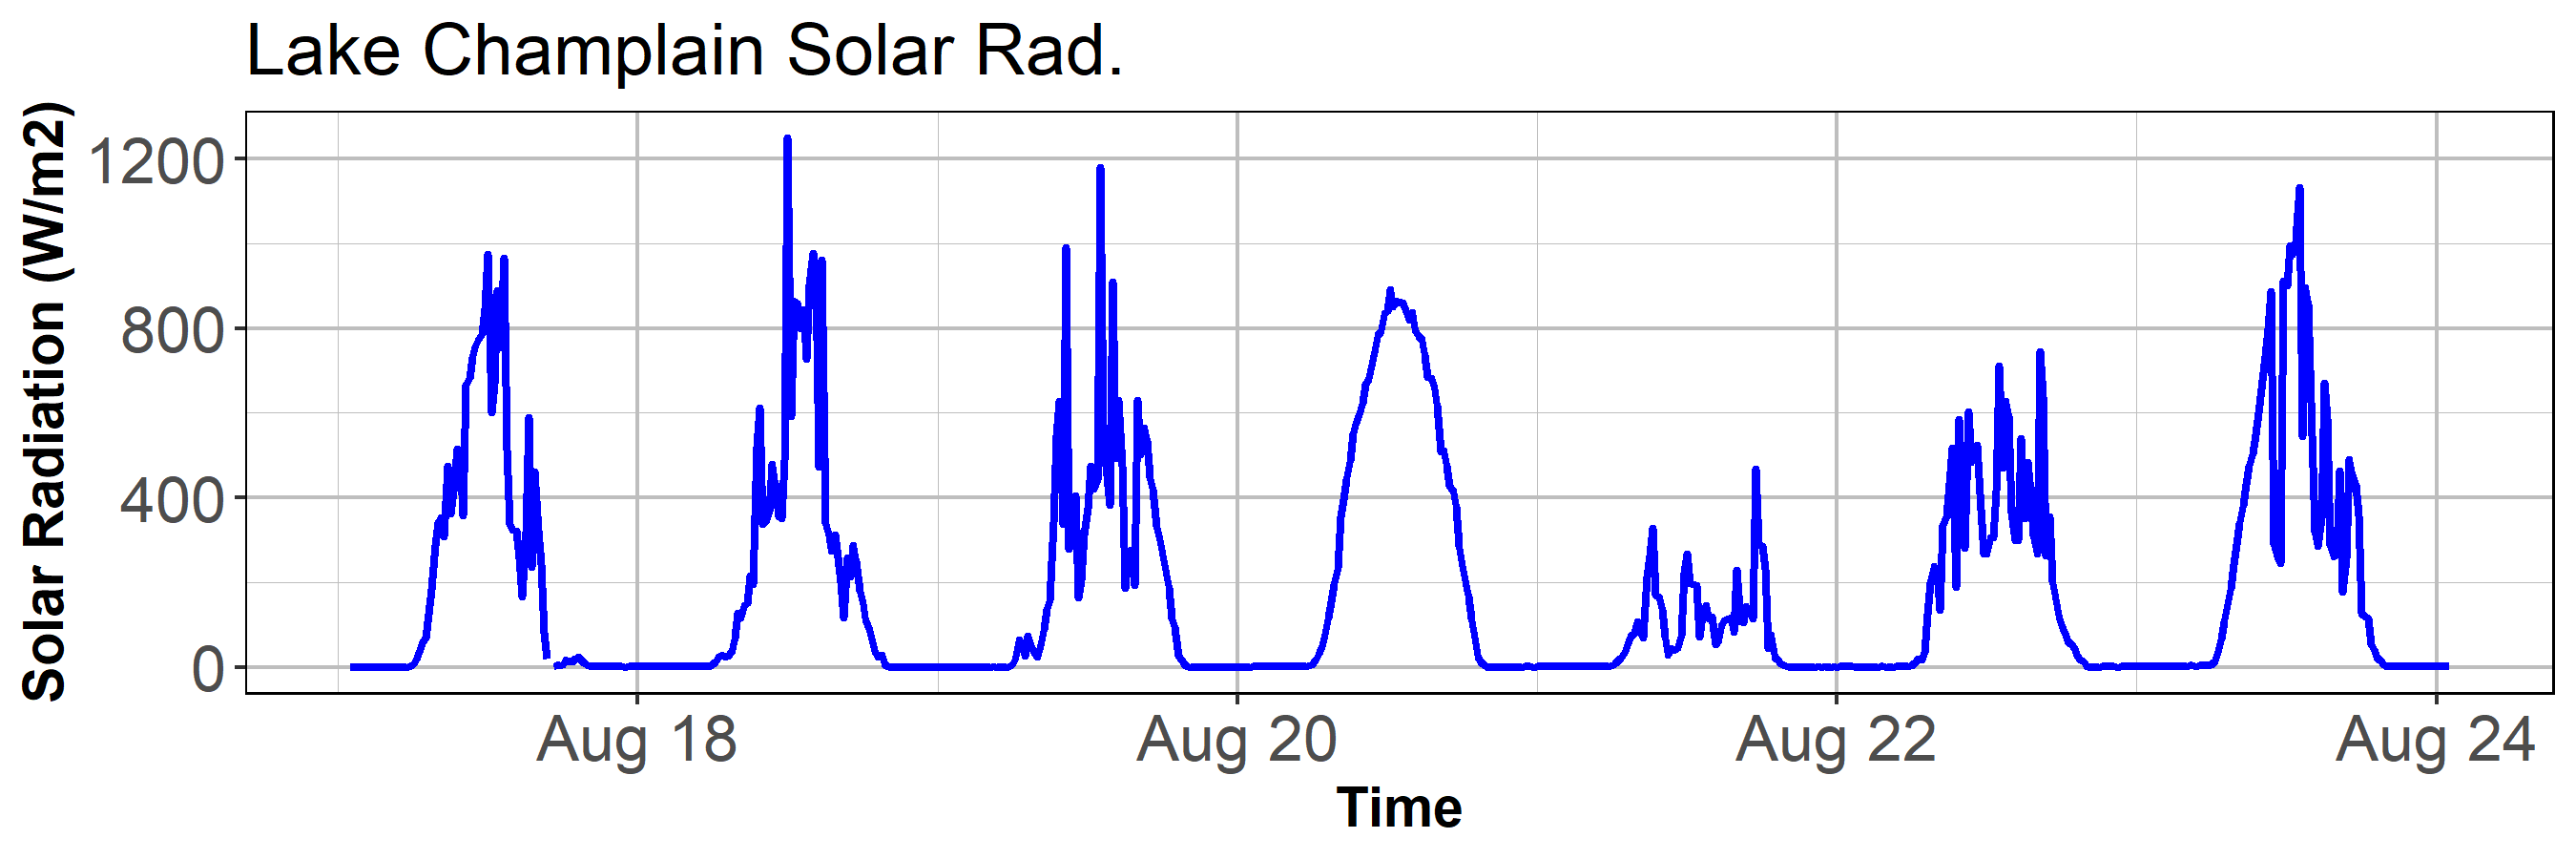 Lake Champlain Solar Rad.
Solar Radiation (W/m2)
1200
800
400
0
Aug 18
Aug 20
Aug 22
Aug 24
Time